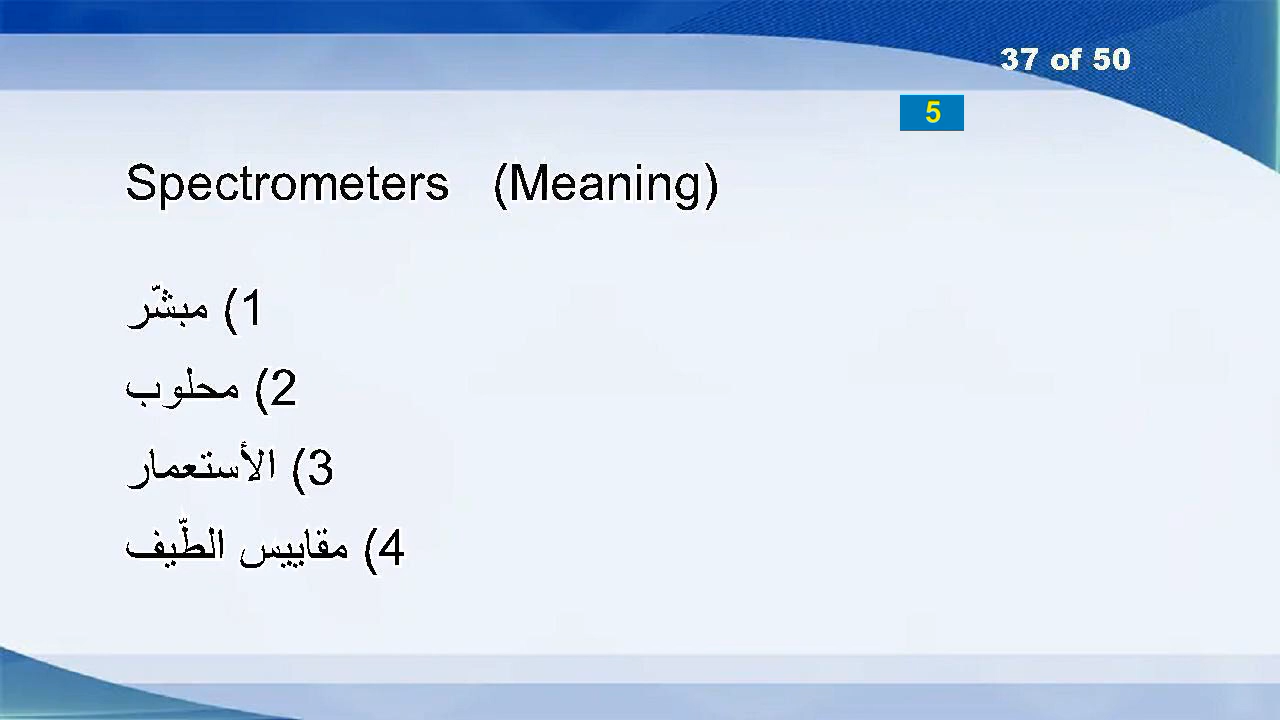 37 of 50
5
Spectrometers (Meaning)
1) مبشّر
2) محلوب
3) الأستعمار
4) مقاييس الطّيف